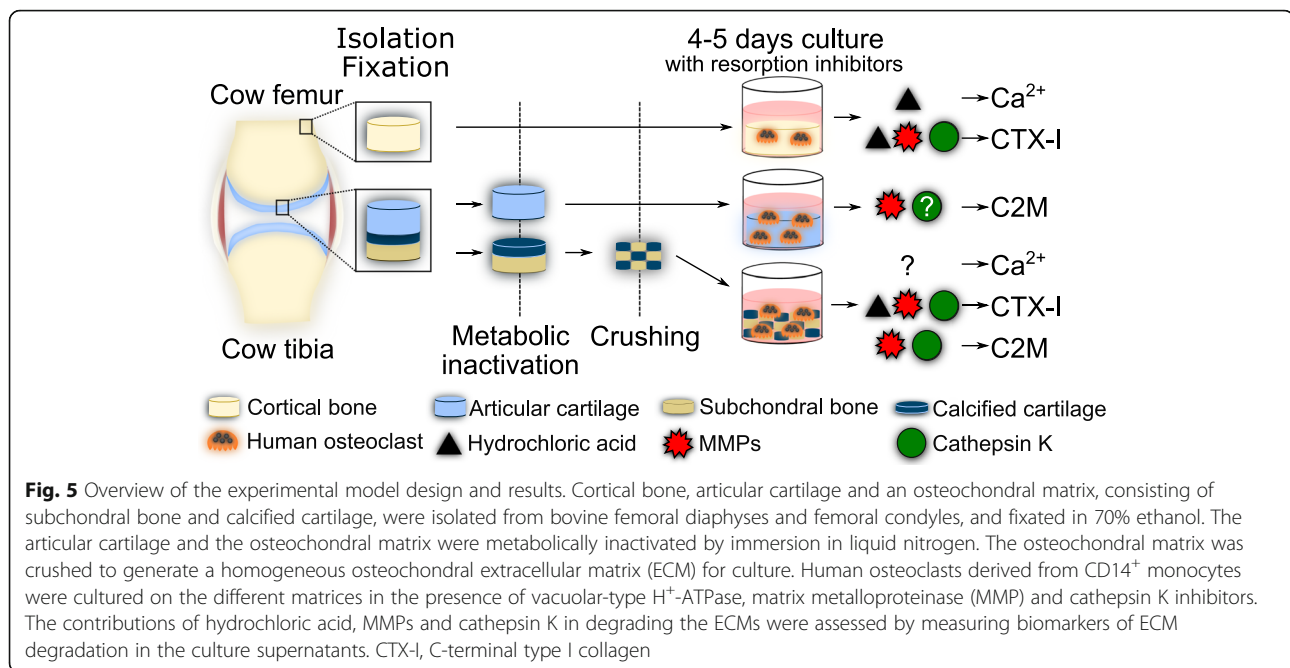 Isolation
Fixation
4-5 days culture
with resorption inhibitors
Cow femur
Ca²⁺
CTX-I
?
C2M
?
Ca²⁺
CTX-I
C2M
Metabolic
inactivation
Crushing
Cow tibia
Cortical bone
Articular cartilage
Subchondral bone
Calcified cartilage
Human osteoclast
Hydrochloric acid
MMPs
Cathepsin K
Fig. 5 Overview of the experimental model design and results. Cortical bone, articular cartilage and an osteochondral matrix, consisting of
subchondral bone and calcified cartilage, were isolated from bovine femoral diaphyses and femoral condyles, and fixated in 70% ethanol. The
articular cartilage and the osteochondral matrix were metabolically inactivated by immersion in liquid nitrogen. The osteochondral matrix was
crushed to generate a homogeneous osteochondral extracellular matrix (ECM) for culture. Human osteoclasts derived from CD14⁺ monocytes
were cultured on the different matrices in the presence of vacuolar-type H⁺-ATPase, matrix metalloproteinase (MMP) and cathepsin K inhibitors.
The contributions of hydrochloric acid, MMPs and cathepsin K in degrading the ECMs were assessed by measuring biomarkers of ECM
degradation in the culture supernatants. CTX-I, C-terminal type I collagen